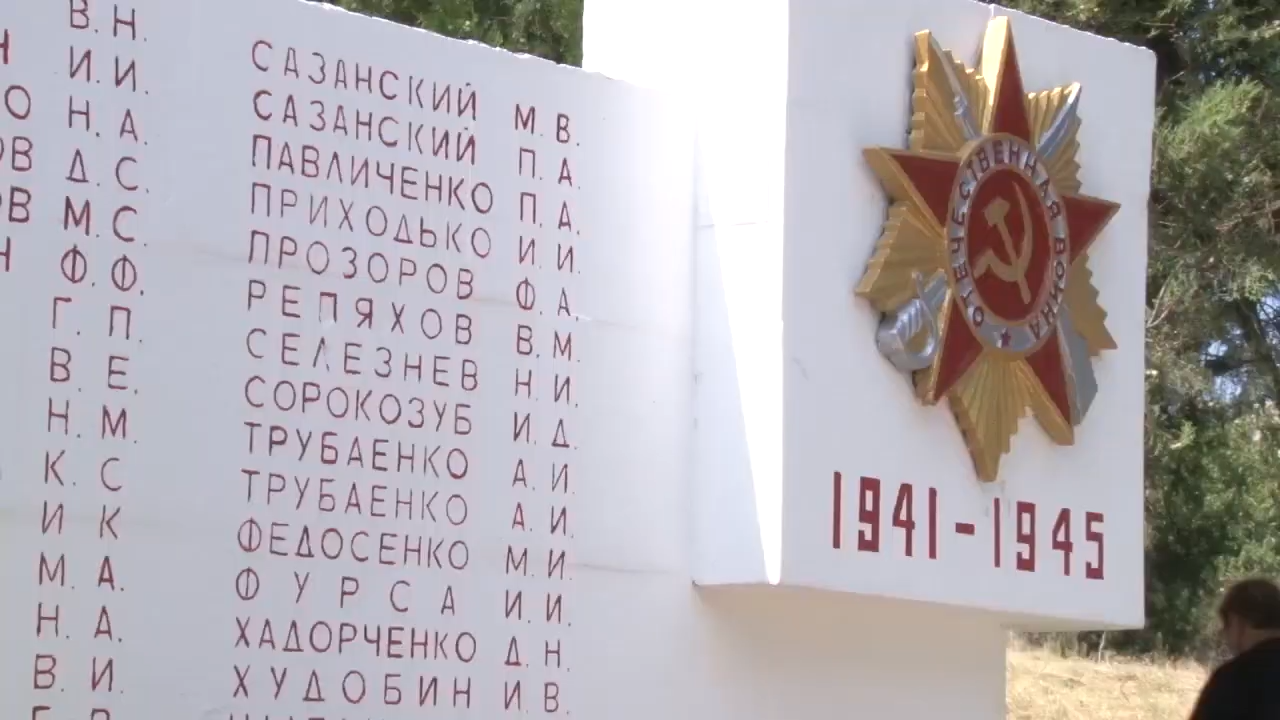 В. Н.
И. И.
Н. А.
Д. С.
М. С.
Ф. Ф.
Г. П.
В. Е.
Н. М.
К. С
И К
М. А.
Н. А.
В. И.
САЗАНСКИЙ М. В.
САЗАНСКИЙ П. А.
ПАВЛИЧЕНКО П. А.
ПРИХОДЬКО И. И.
ПРОЗОРОВ Ф. А.
РЕПЯХОВ В. М.
СЕЛЕЗНЕВ Н. И.
СОРОКОЗУБ И. Д.
ТРУБАЕНКО А. И.
ТРУБАЕНКО А. И.
ФЕДОСЕНКО М. И.
ФУРСА И. И.
ХАДОРЧЕНКО Д. Н.
ХУДОБИН И. В.
ОТЕЧЕСТВЕННАЯ ВОЙНА
1941-1945